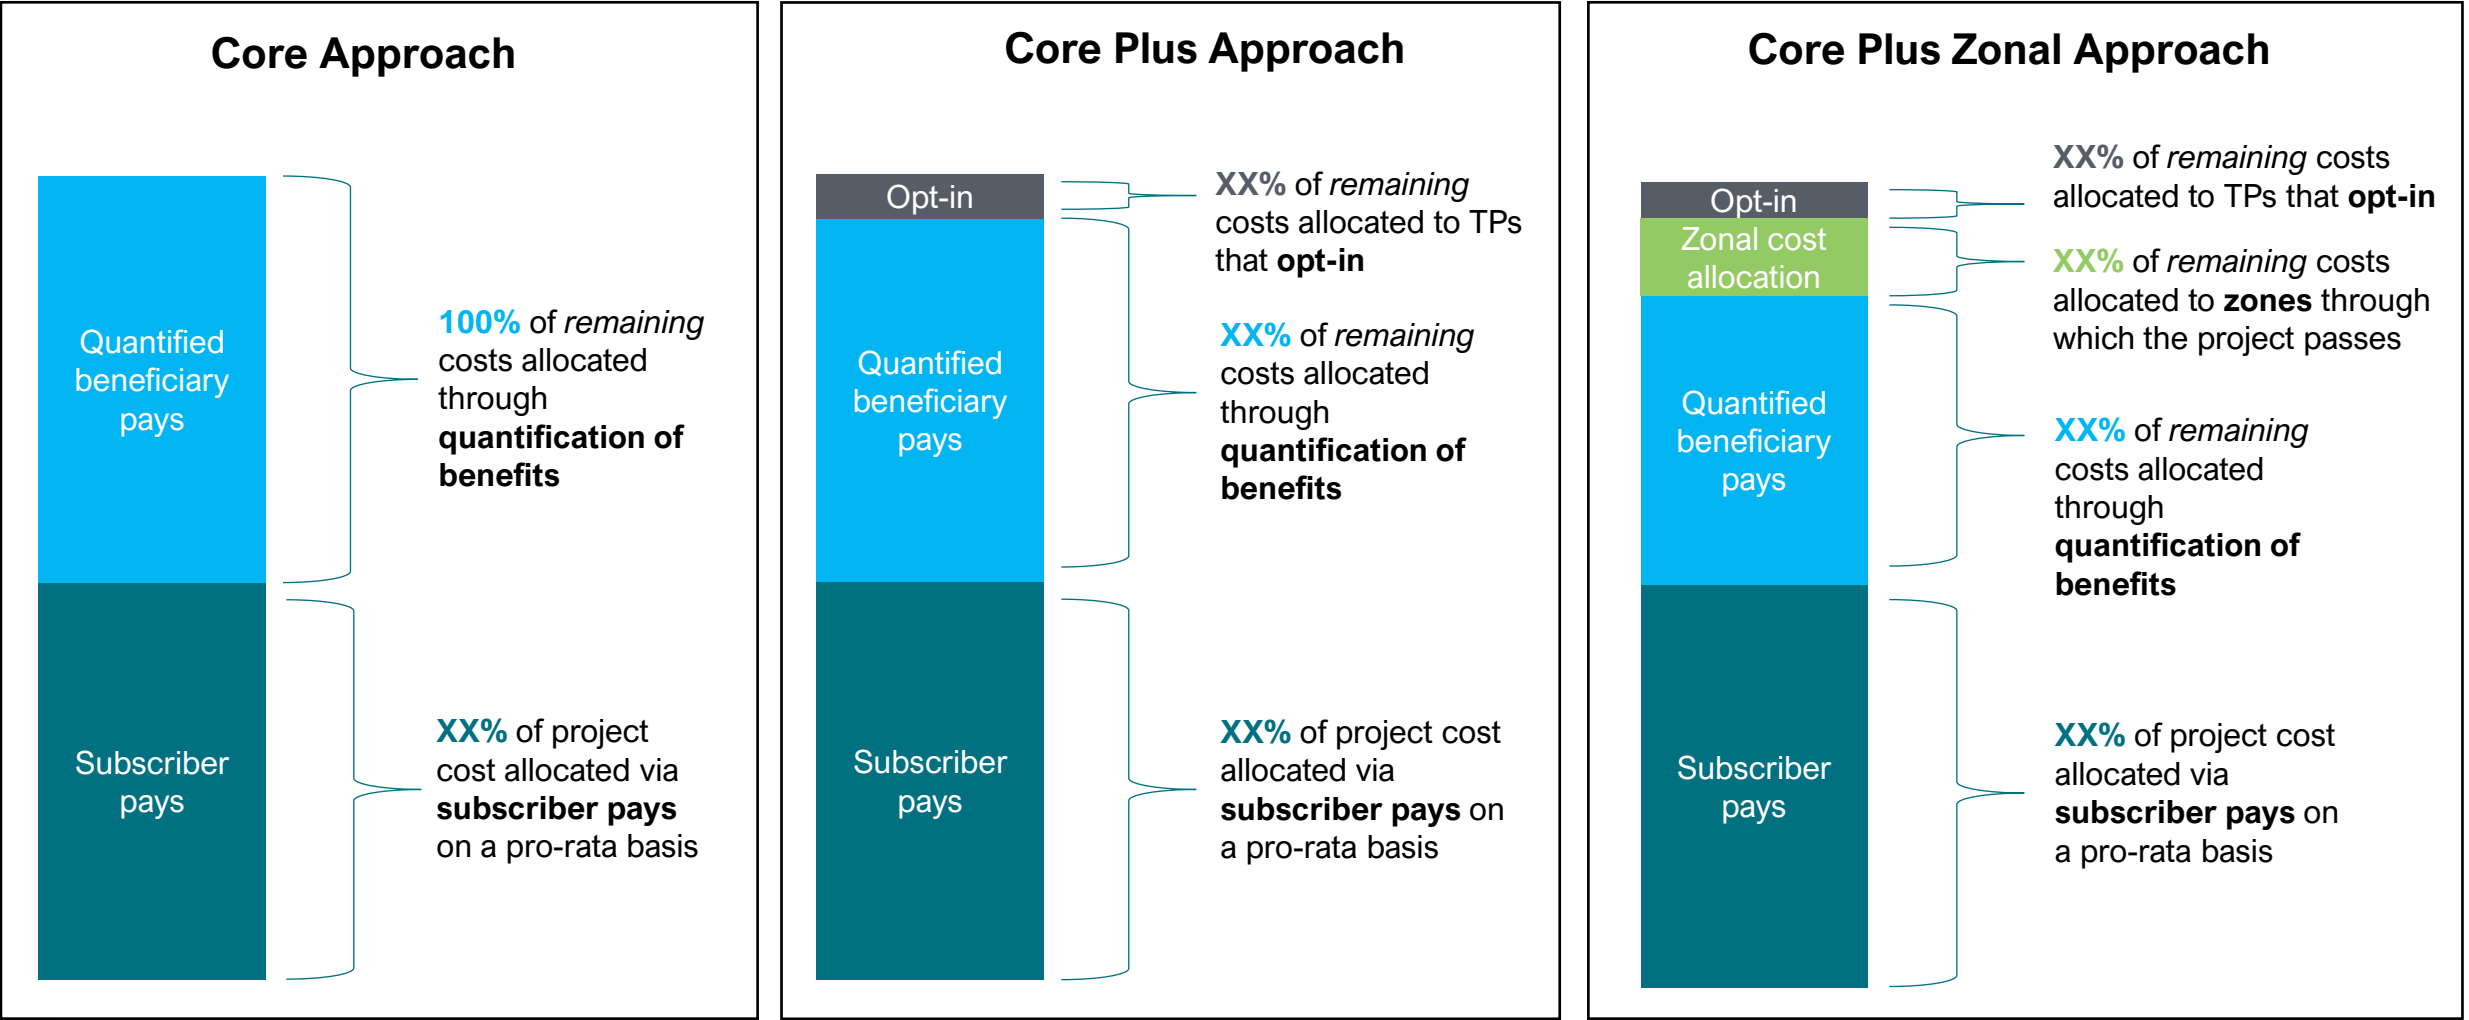 Core Approach
Quantified
beneficiary
pays
100% of remaining
costs allocated
through
quantification of
benefits
Subscriber
pays
XX% of project
cost allocated via
subscriber pays
on a pro-rata basis
Core Plus Approach
Opt-in
XX% of remaining
costs allocated to TPs
that opt-in
Quantified
beneficiary
pays
XX% of remaining
costs allocated
through
quantification of
benefits
Subscriber
pays
XX% of project cost
allocated via
subscriber pays on
a pro-rata basis
Core Plus Zonal Approach
Opt-in
XX% of remaining costs
allocated to TPs that opt-in
Zonal cost
allocation
XX% of remaining costs
allocated to zones through
which the project passes
Quantified
beneficiary
pays
XX% of remaining
costs allocated
through
quantification of
benefits
Subscriber
pays
XX% of project cost
allocated via
subscriber pays on
a pro-rata basis